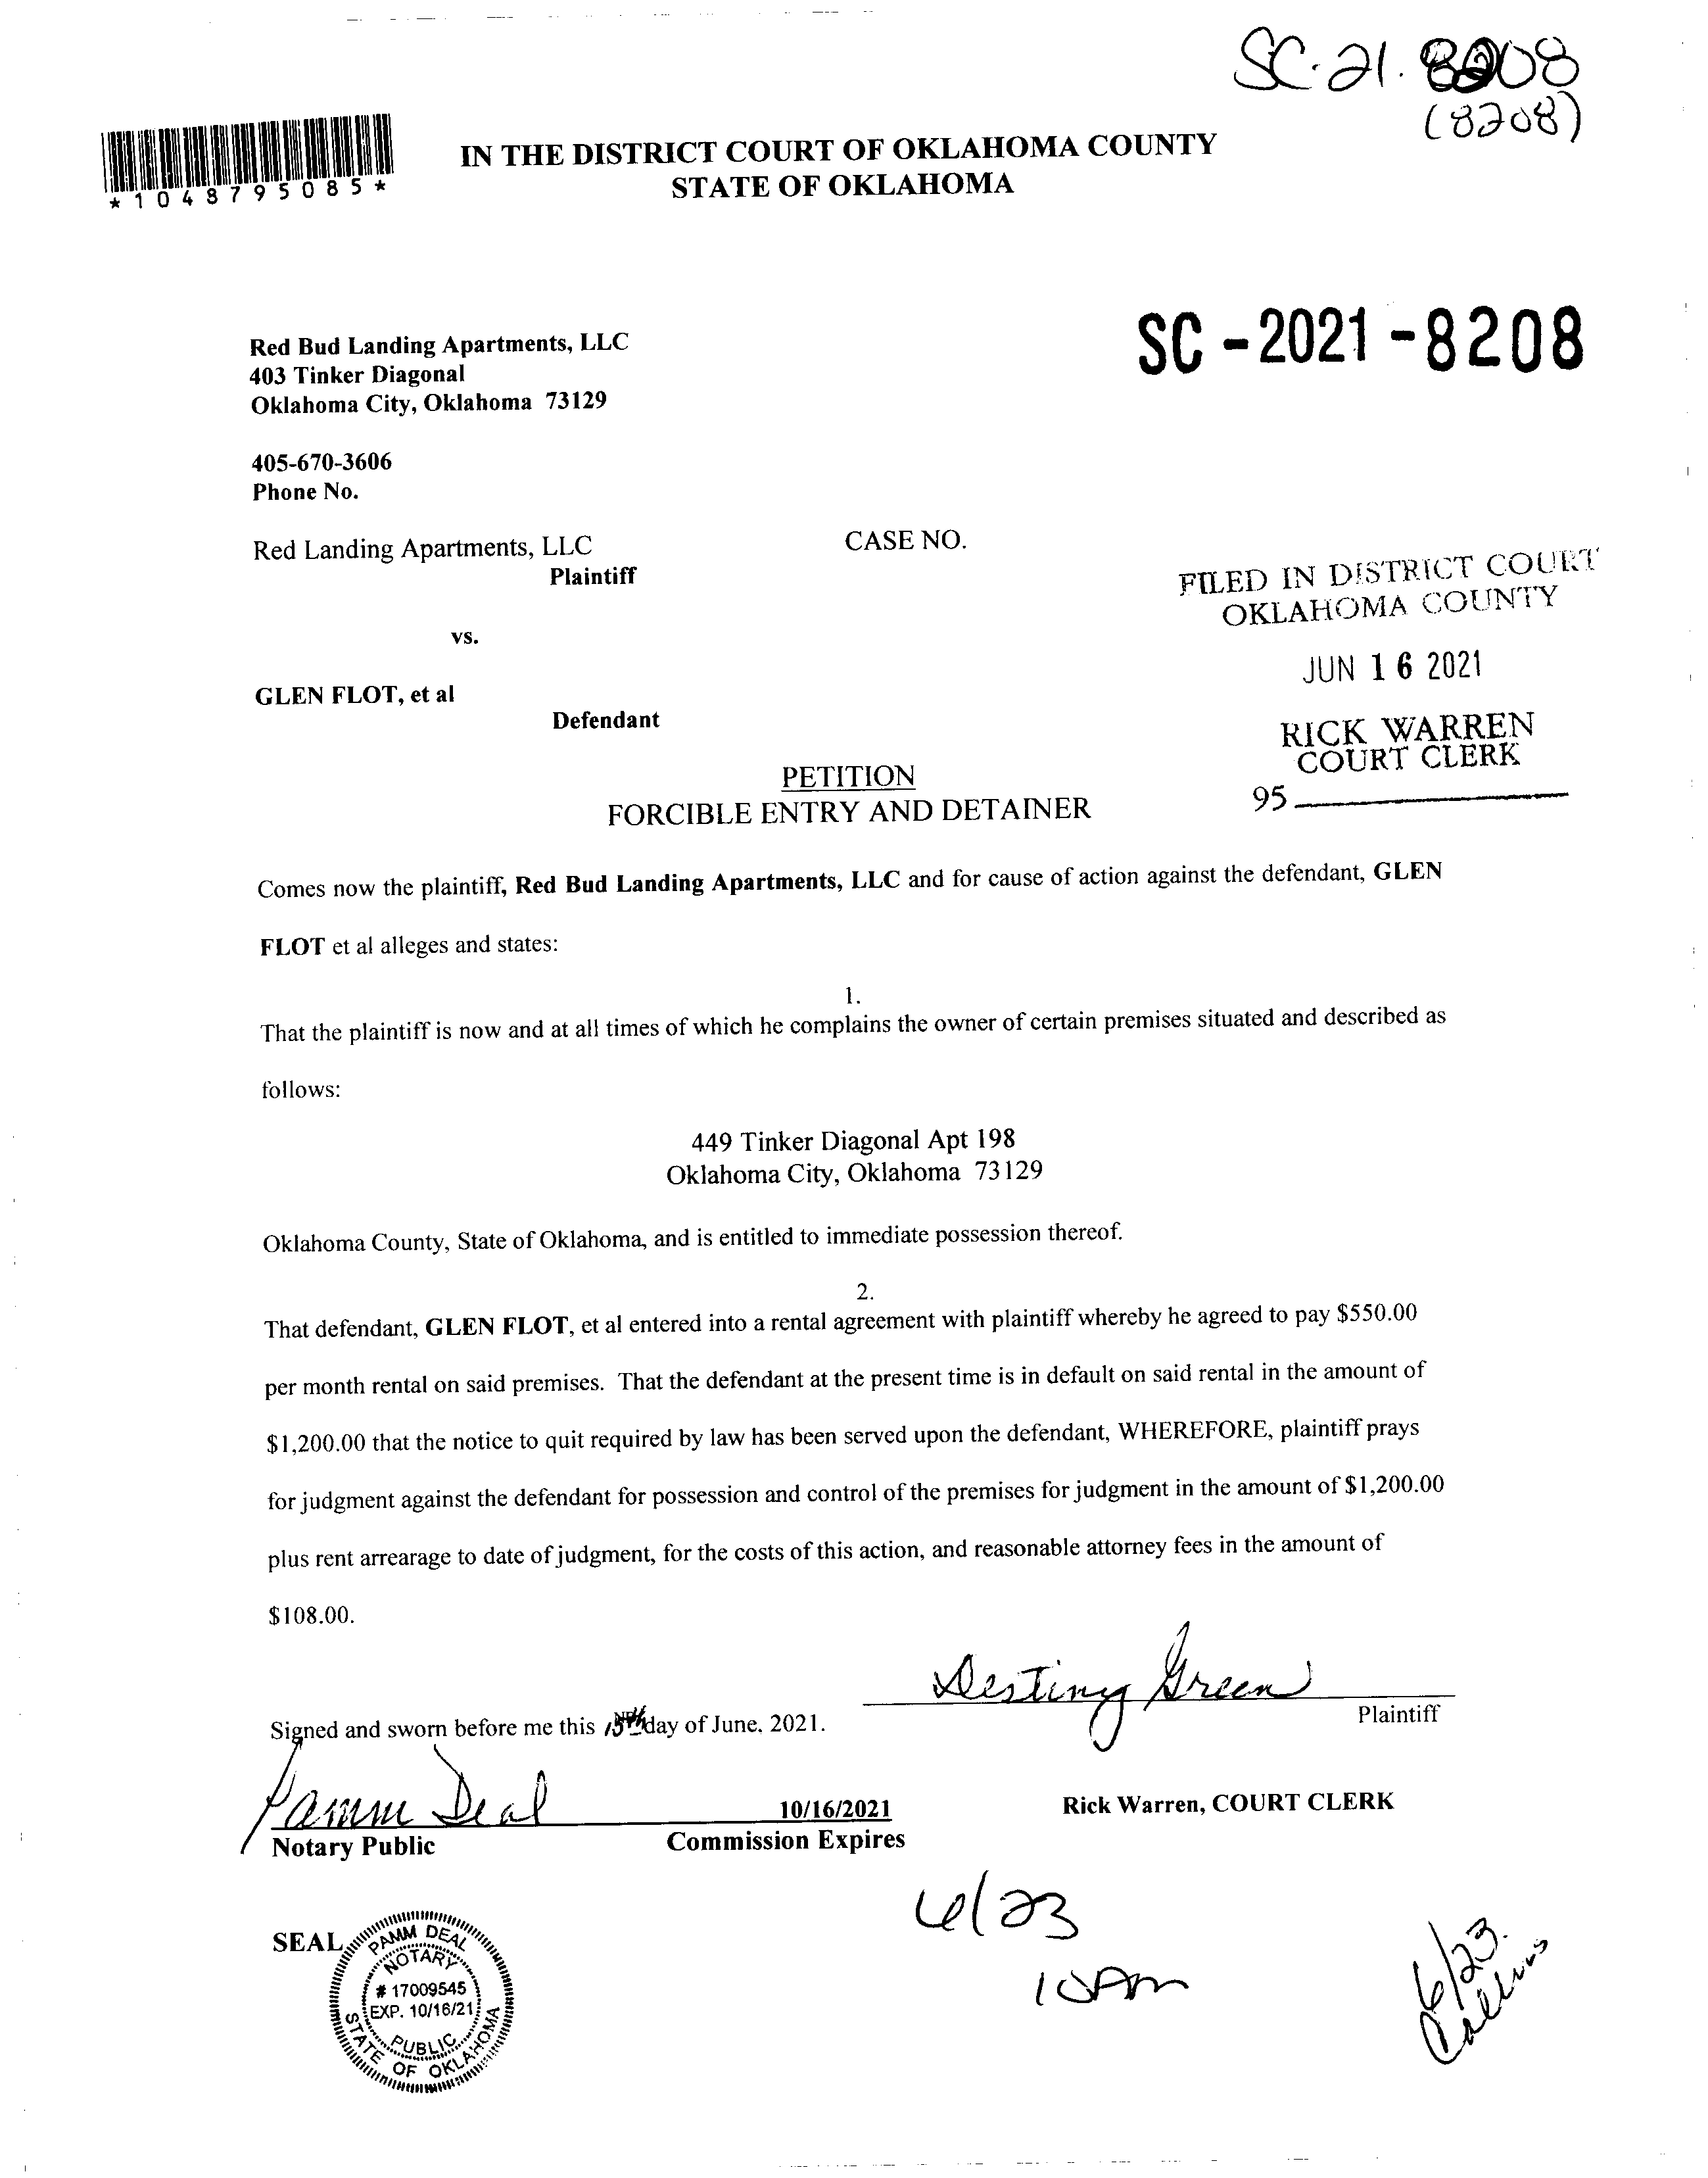 SC-21-8208
(8208)
*1048795085*
IN THE DISTRICT COURT OF OKLAHOMA COUNTY
STATE OF OKLAHOMA
Red Bud Landing Apartments, LLC
403 Tinker Diagonal
Oklahoma City, Oklahoma 73129
SC-2021-8208
405-670-3606
Phone No.
Red Landing Apartments, LLC
CASE NO.
Plaintiff
FILED IN DISTRICT COURT
OKLAHOMA COUNTY
vs.
JUN 16 2021
GLEN FLOT, et al
Defendant
RICK WARREN
COURT CLERK
95
PETITION
FORCIBLE ENTRY AND DETAINER
Comes now the plaintiff, Red Bud Landing Apartments, LLC and for cause of action against the defendant, GLEN
FLOT et al alleges and states:
1.
That the plaintiff is now and at all times of which he complains the owner of certain premises situated and described as
follows:
449 Tinker Diagonal Apt 198
Oklahoma City, Oklahoma 73129
Oklahoma County, State of Oklahoma, and is entitled to immediate possession thereof.
2.
That defendant, GLEN FLOT, et al entered into a rental agreement with plaintiff whereby he agreed to pay $550.00
per month rental on said premises. That the defendant at the present time is in default on said rental in the amount of
$1,200.00 that the notice to quit required by law has been served upon the defendant, WHEREFORE, plaintiff prays
for judgment against the defendant for possession and control of the premises for judgment in the amount of $1,200.00
plus rent arrearage to date of judgment, for the costs of this action, and reasonable attorney fees in the amount of
$108.00.
Destiny Green
Plaintiff
Signed and sworn before me this 15th day of June, 2021.
Pamm Deal
10/16/2021
Rick Warren, COURT CLERK
Notary Public
Commission Expires
6/23
10AM
SEAL
PAMM DEAL
NOTARY
# 17009545
EXP. 10/16/21
PUBLIC
STATE OF OKLAHOMA
6/23